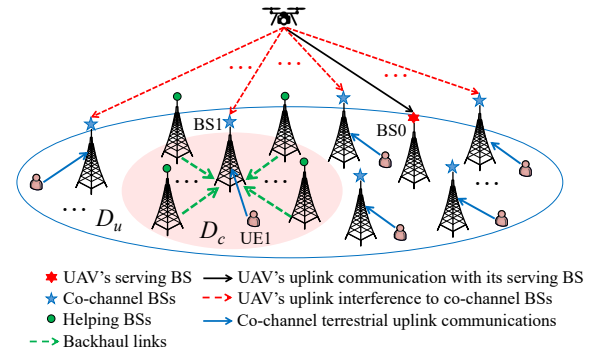 ... ... ...
BS1
BS0
... ... ...
... D_u D_c UE1
UAV's serving BS UAV's uplink communication with its serving BS
Co-channel BSs UAV's uplink interference to co-channel BSs
Helping BSs Co-channel terrestrial uplink communications
Backhaul links